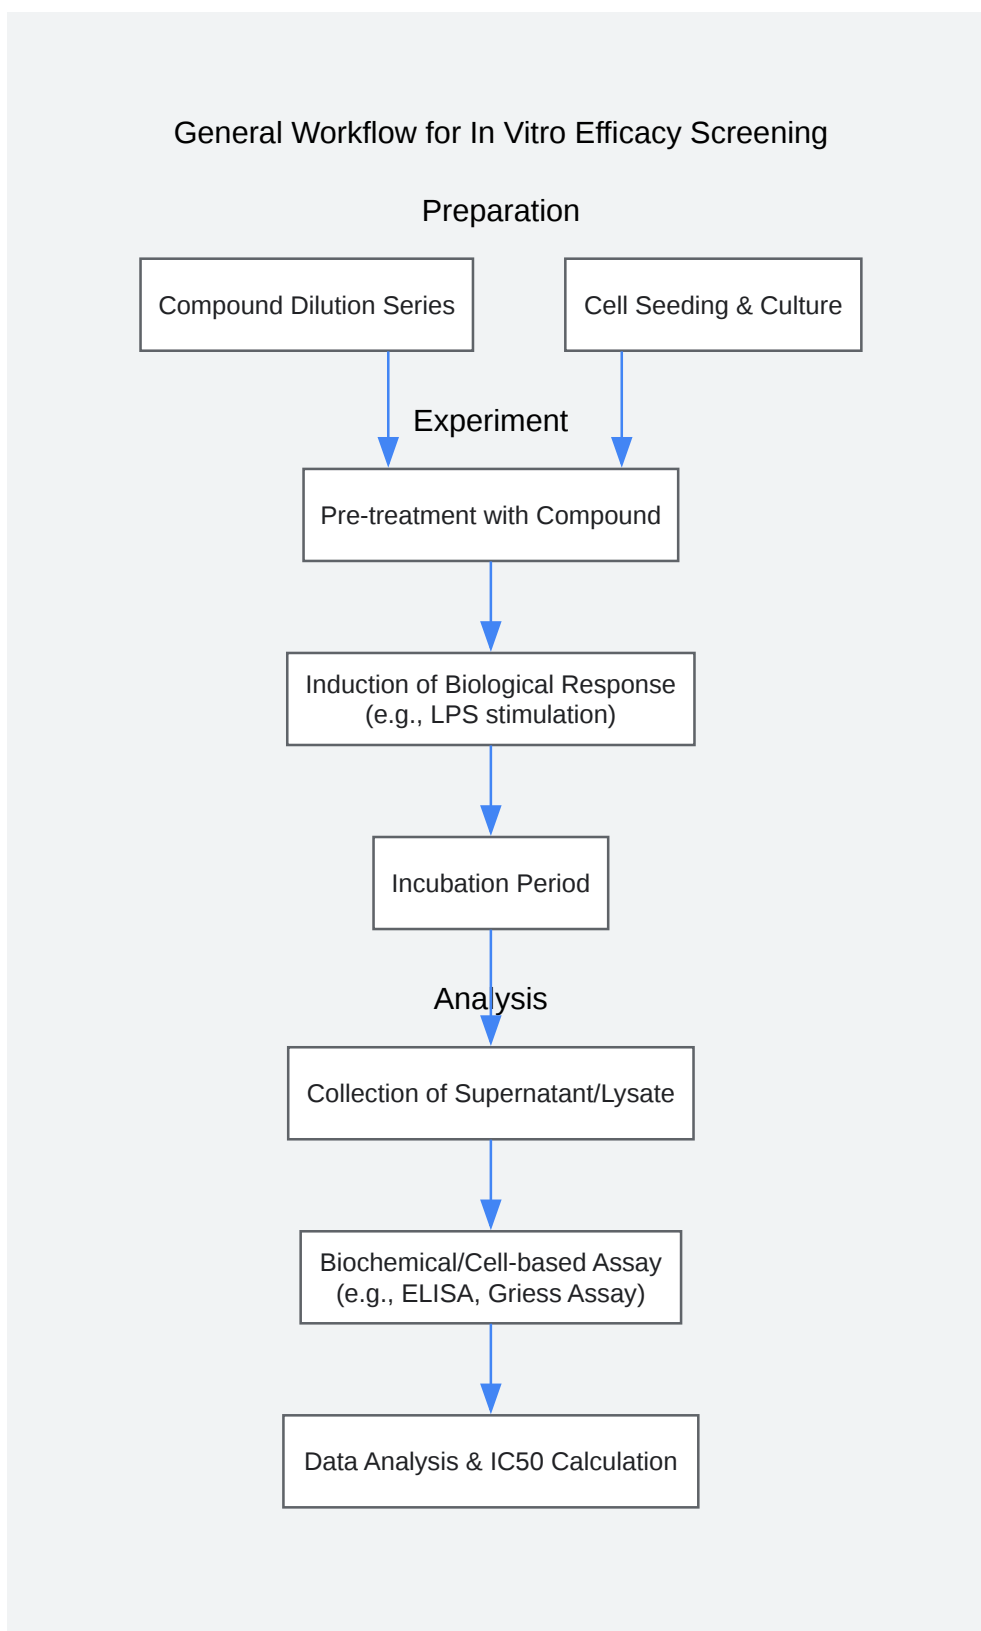 General Workflow for In Vitro Efficacy Screening
Preparation
Compound Dilution Series
Cell Seeding & Culture
Experiment
Pre-treatment with Compound
Induction of Biological Response
(e.g., LPS stimulation)
Incubation Period
Analysis
Collection of Supernatant/Lysate
Biochemical/Cell-based Assay
(e.g., ELISA, Griess Assay)
Data Analysis & IC50 Calculation